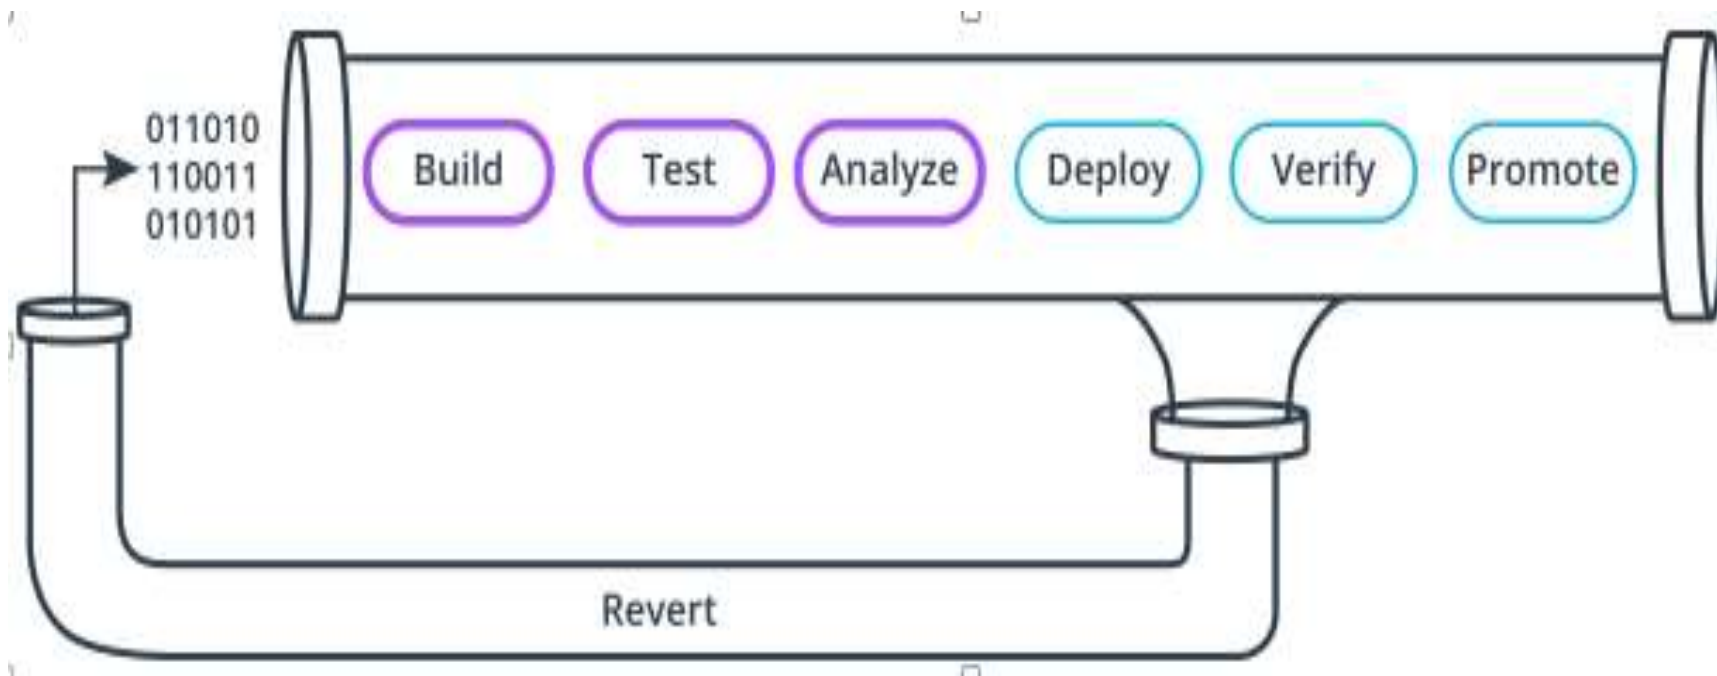 011010
110011
010101
Build Test Analyze Deploy Verify Promote
Revert